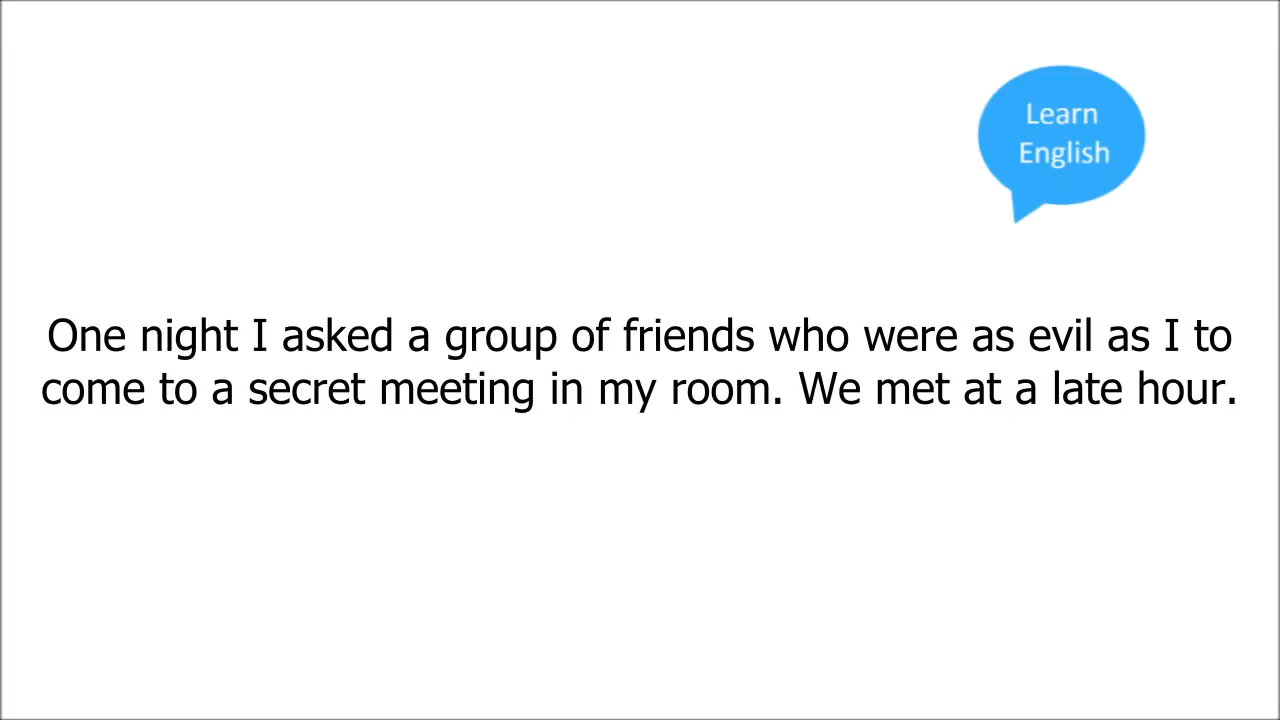 Learn
English
One night I asked a group of friends who were as evil as I to
come to a secret meeting in my room. We met at a late hour.